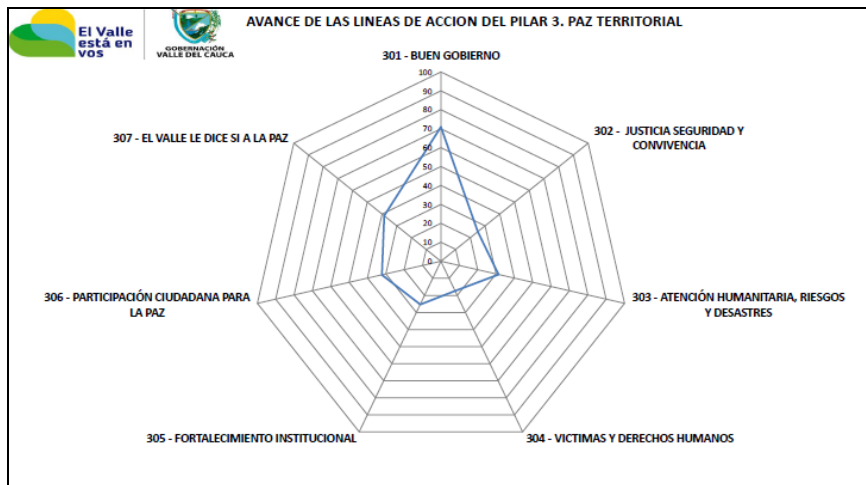 El Valle
está en
vos
GOBERNACIÓN
VALLE DEL CAUCA
AVANCE DE LAS LINEAS DE ACCION DEL PILAR 3. PAZ TERRITORIAL
301 - BUEN GOBIERNO
302 - JUSTICIA SEGURIDAD Y
CONVIVENCIA
303 - ATENCIÓN HUMANITARIA, RIESGOS
Y DESASTRES
304 - VICTIMAS Y DERECHOS HUMANOS
305 - FORTALECIMIENTO INSTITUCIONAL
306 - PARTICIPACIÓN CIUDADANA PARA
LA PAZ
307 - EL VALLE LE DICE SI A LA PAZ
100
90
80
70
60
50
40
30
20
10
0